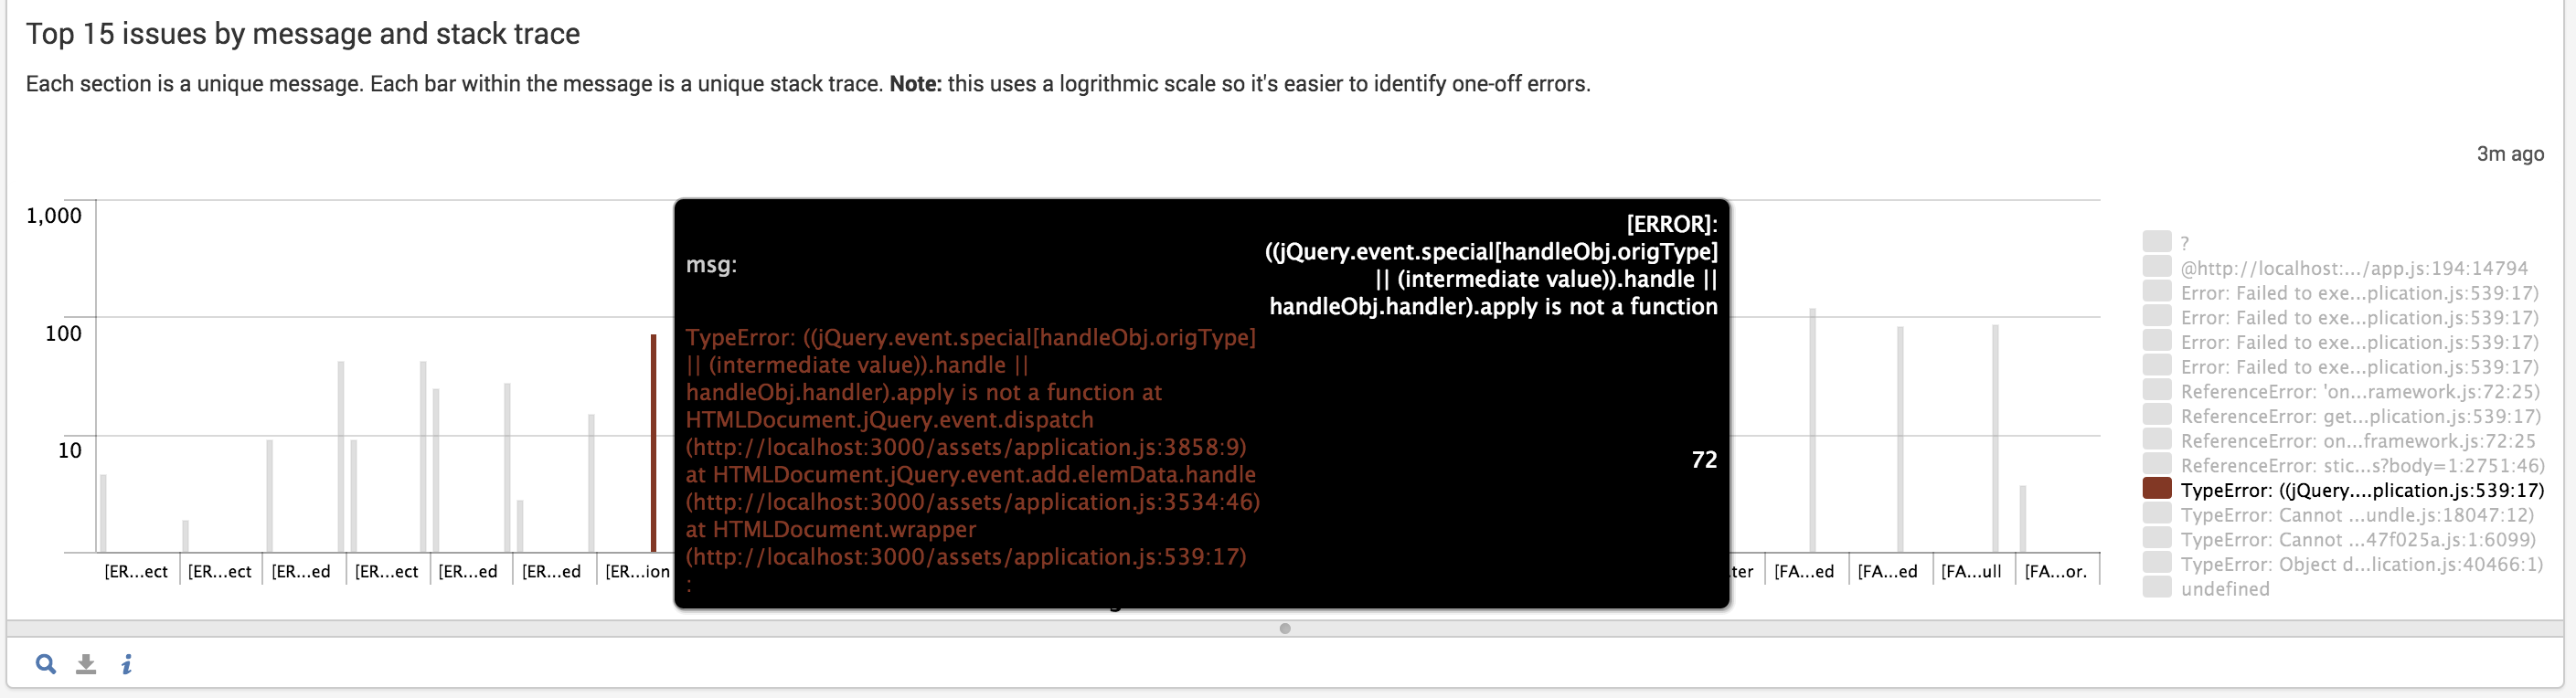 Top 15 issues by message and stack trace
Each section is a unique message. Each bar within the message is a unique stack trace. Note: this uses a logrithmic scale so it's easier to identify one-off errors.
3m ago
1,000
100
10
[ER...ect
[ER...ect
[ER...ed
[ER...ect
[ER...ed
[ER...ed
[ER...ion
msg:
[ERROR]:
((jQuery.event.special[handleObj.origType]
|| (intermediate value)).handle ||
handleObj.handler).apply is not a function
TypeError: ((jQuery.event.special[handleObj.origType]
|| (intermediate value)).handle ||
handleObj.handler).apply is not a function at
HTMLDocument.jQuery.event.dispatch
(http://localhost:3000/assets/application.js:3858:9)
at HTMLDocument.jQuery.event.add.elemData.handle
(http://localhost:3000/assets/application.js:3534:46)
at HTMLDocument.wrapper
(http://localhost:3000/assets/application.js:539:17)
:
72
[FA...ed
[FA...ed
[FA...ull
[FA...or.
?
@http://localhost:.../app.js:194:14794
Error: Failed to exe...plication.js:539:17)
Error: Failed to exe...plication.js:539:17)
Error: Failed to exe...plication.js:539:17)
Error: Failed to exe...plication.js:539:17)
ReferenceError: 'on...ramework.js:72:25)
ReferenceError: get...plication.js:539:17)
ReferenceError: on...framework.js:72:25
ReferenceError: stic...s?body=1:2751:46)
TypeError: ((jQuery....plication.js:539:17)
TypeError: Cannot ...undle.js:18047:12)
TypeError: Cannot ...47f025a.js:1:6099)
TypeError: Object d...lication.js:40466:1)
undefined